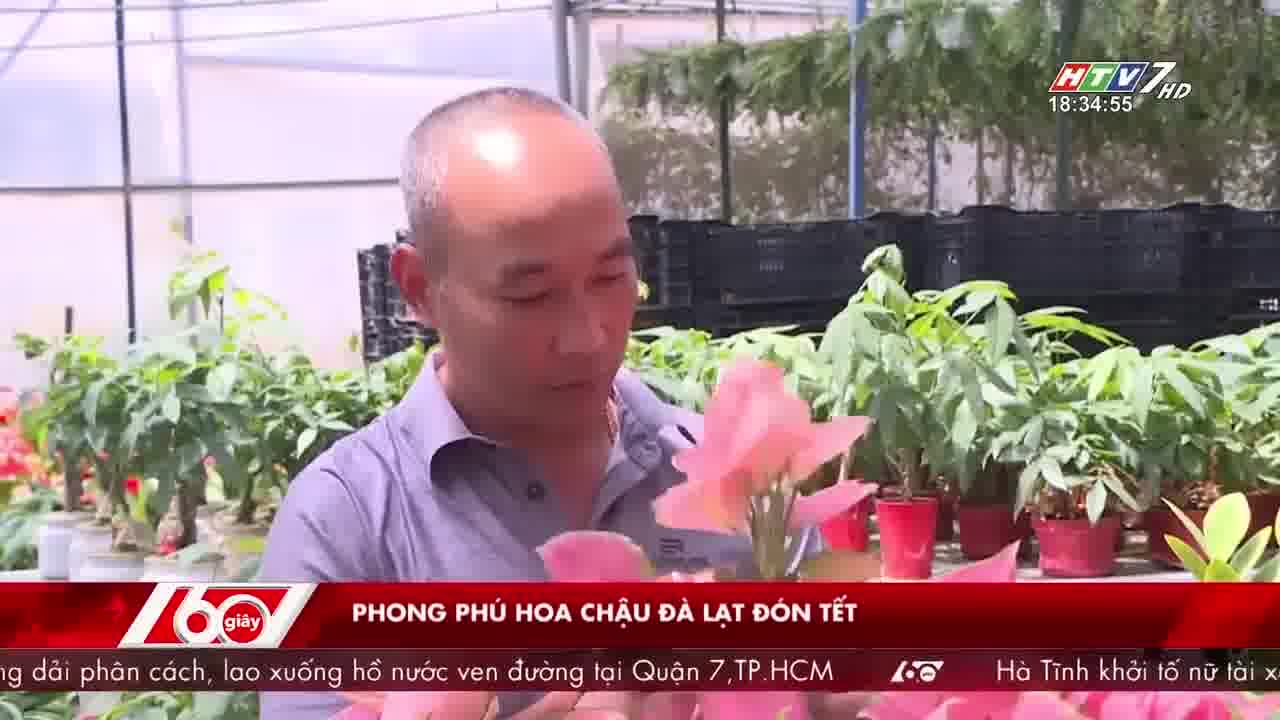 HTV7 HD
18:34:55
60 giây
PHONG PHÚ HOA CHẬU ĐÀ LẠT ĐÓN TẾT
ng dải phân cách, lao xuống hồ nước ven đường tại Quận 7,TP.HCM 60 Hà Tĩnh khởi tố nữ tài x